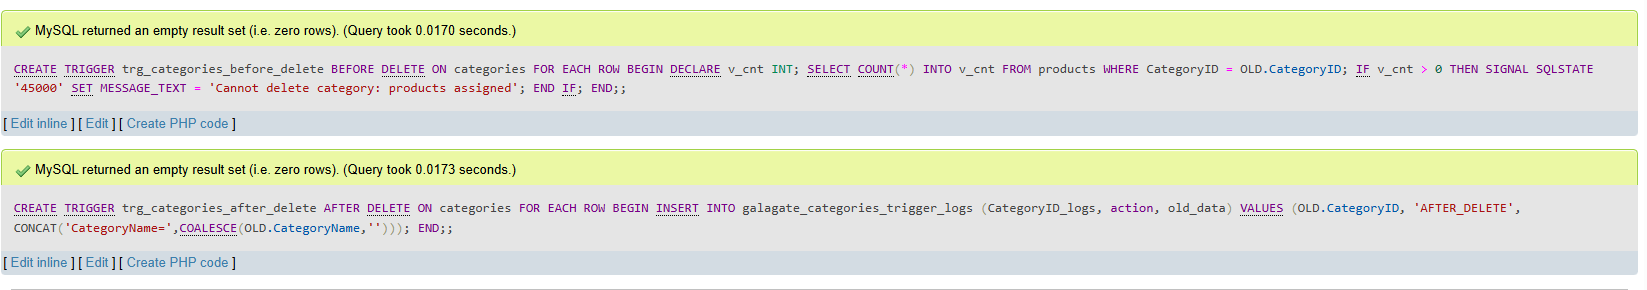 MySQL returned an empty result set (i.e. zero rows). (Query took 0.0170 seconds.)
CREATE TRIGGER trg_categories_before_delete BEFORE DELETE ON categories FOR EACH ROW BEGIN DECLARE v_cnt INT; SELECT COUNT(*) INTO v_cnt FROM products WHERE CategoryID = OLD.CategoryID; IF v_cnt > 0 THEN SIGNAL SQLSTATE
'45000' SET MESSAGE_TEXT = 'Cannot delete category: products assigned'; END IF; END;;
[ Edit inline ] [ Edit ] [ Create PHP code ]
MySQL returned an empty result set (i.e. zero rows). (Query took 0.0173 seconds.)
CREATE TRIGGER trg_categories_after_delete AFTER DELETE ON categories FOR EACH ROW BEGIN INSERT INTO galagate_categories_trigger_logs (CategoryID_logs, action, old_data) VALUES (OLD.CategoryID, 'AFTER_DELETE',
CONCAT('CategoryName=',COALESCE(OLD.CategoryName,''))); END;;
[ Edit inline ] [ Edit ] [ Create PHP code ]